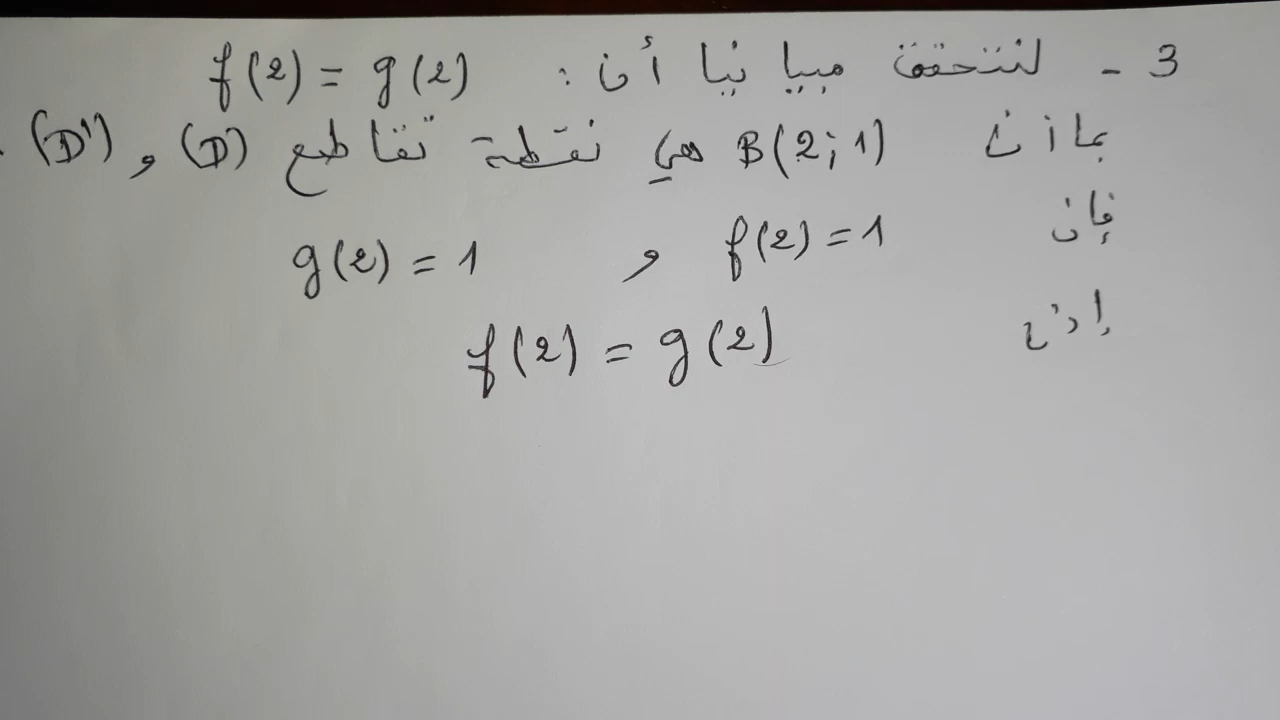 3 - لنتحقق مبيانيا أن : f(2) = g(2)
بما أن B(2;1) هي نقطة تقاطع (D) و (D')
فإن f(2) = 1 و g(2) = 1
إذن f(2) = g(2)